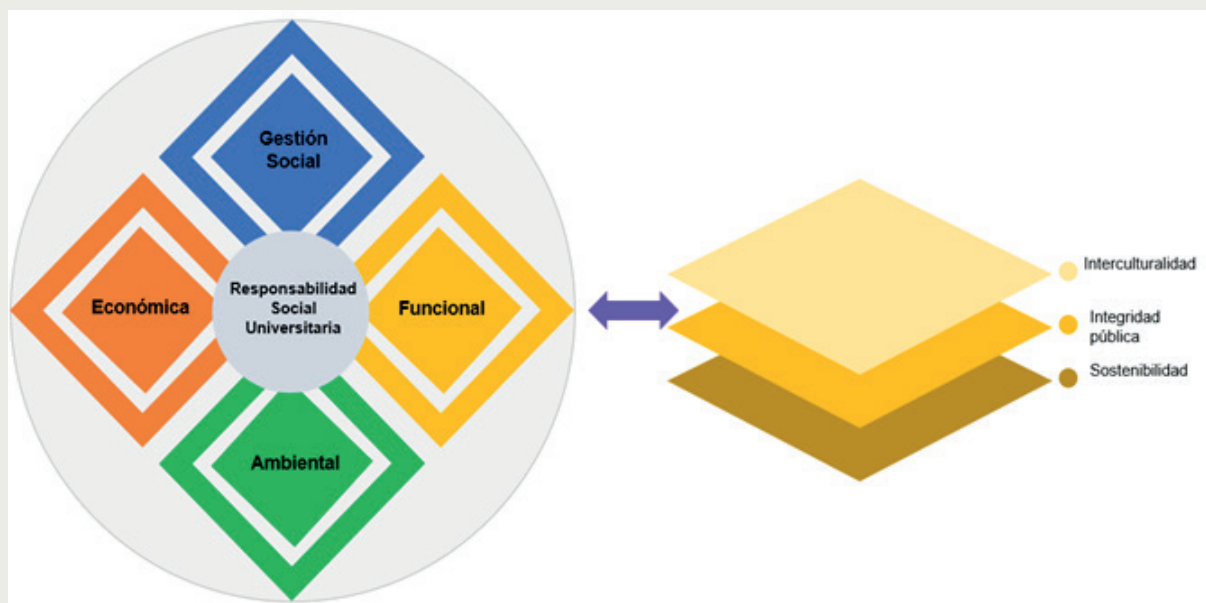 Gestión
Social
Económica
Responsabilidad
Social
Universitaria
Funcional
Ambiental
Interculturalidad
Integridad
pública
Sostenibilidad